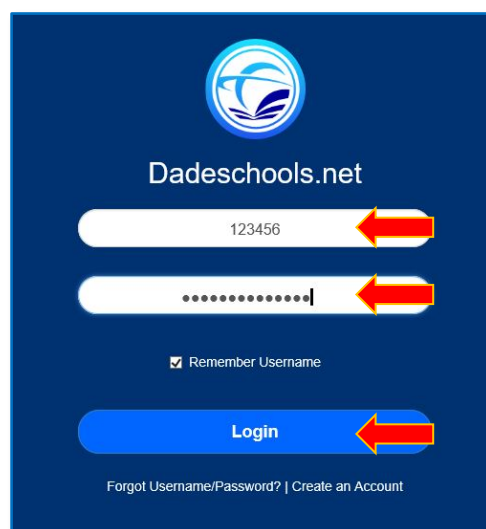 Dadeschools.net
123456
••••••••••••••
Remember Username
Login
Forgot Username/Password? | Create an Account